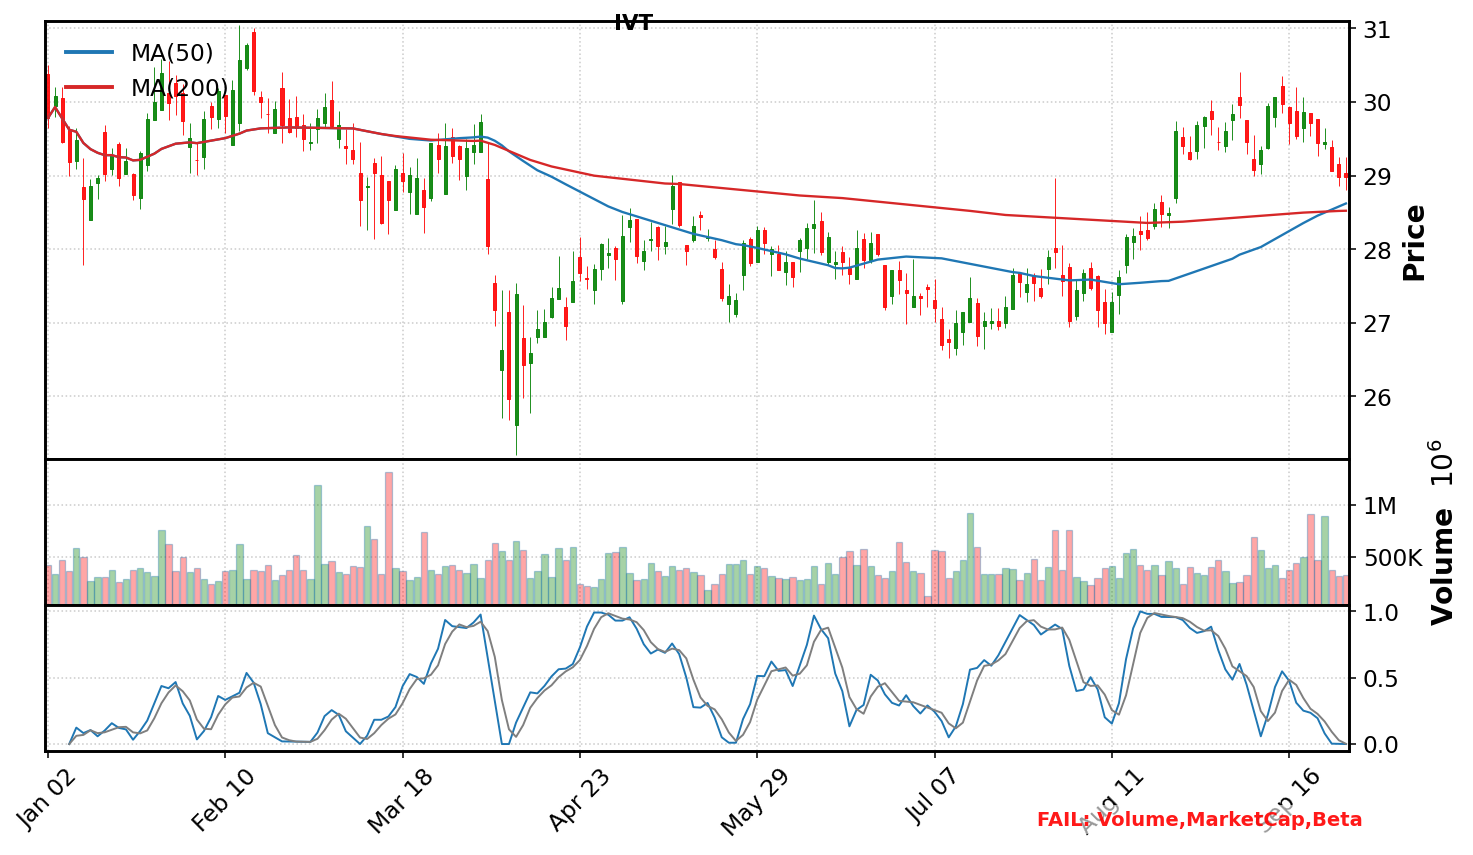 IVT
MA(50)
MA(200)
31
30
29
28
27
26
Price
10^6
1M
500K
Volume
1.0
0.5
0.0
Jan 02
Feb 10
Mar 18
Apr 23
May 29
Jul 07
Aug 11
Sep 16
FAIL: Volume,MarketCap,Beta